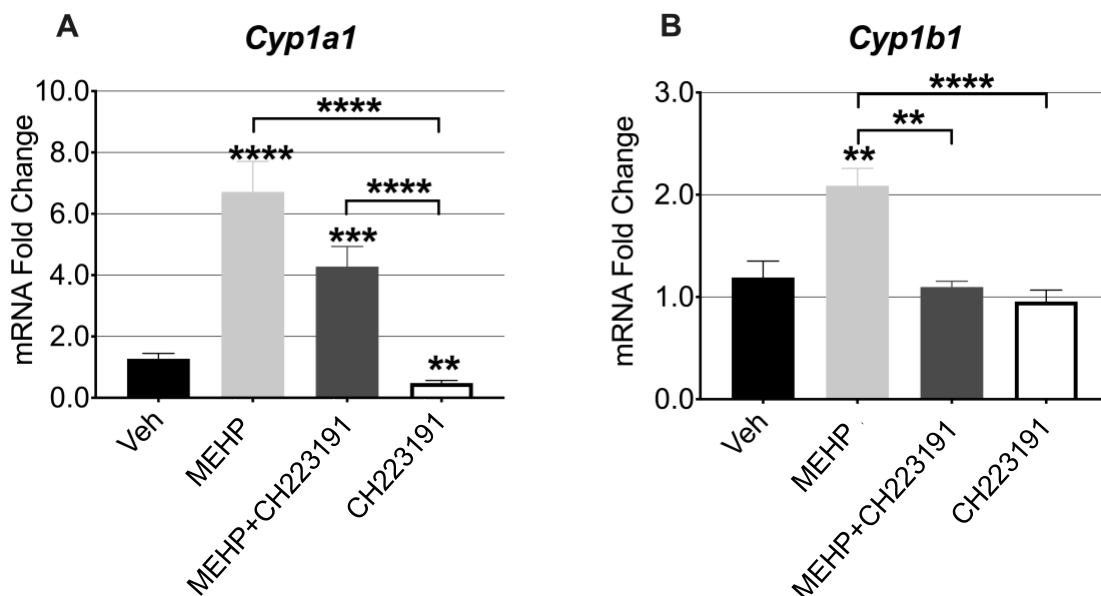 A
Cyp1a1
mRNA Fold Change
10.0
8.0
6.0
4.0
2.0
0.0
****
****
****
***
**
Veh
MEHP
MEHP+CH223191
CH223191
B
Cyp1b1
mRNA Fold Change
3.0
2.0
1.0
0.0
****
**
**
Veh
MEHP
MEHP+CH223191
CH223191